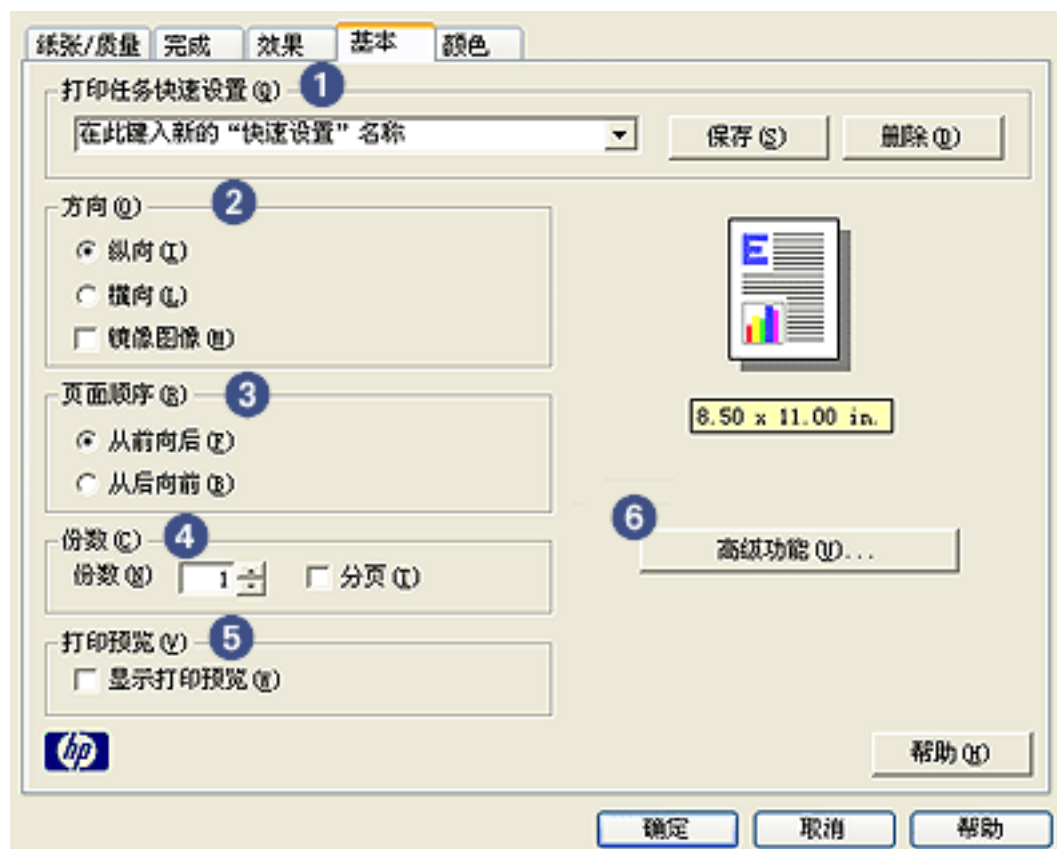 纸张/质量 完成 效果 基本 颜色
打印任务快速设置(Q) 1
在此键入新的“快速设置”名称 保存(S) 删除(D)
方向(O) 2
纵向(T)
横向(L)
镜像图像(M)
E
页面顺序(R) 3
8.50 x 11.00 in.
从前向后(F)
从后向前(B)
6
份数(C) 4
高级功能(V)...
份数(N) 1 分页(T)
打印预览(V) 5
显示打印预览(W)
hp
帮助(H)
确定 取消 帮助